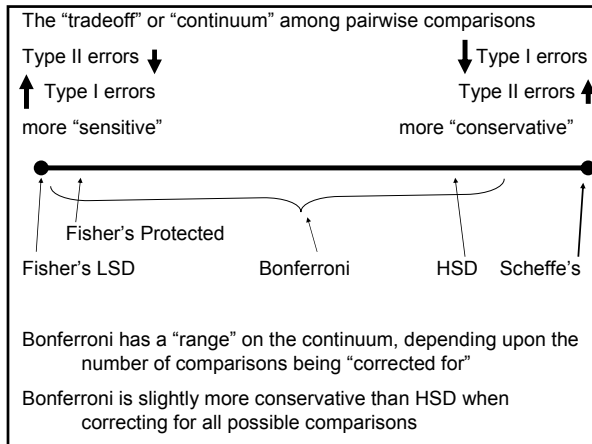 The “tradeoff” or “continuum” among pairwise comparisons
Type II errors
Type I errors
Type I errors
Type II errors
more “sensitive”
more “conservative”
Fisher’s Protected
Fisher’s LSD
Bonferroni
HSD
Scheffe’s
Bonferroni has a “range” on the continuum, depending upon the
number of comparisons being “corrected for”
Bonferroni is slightly more conservative than HSD when
correcting for all possible comparisons